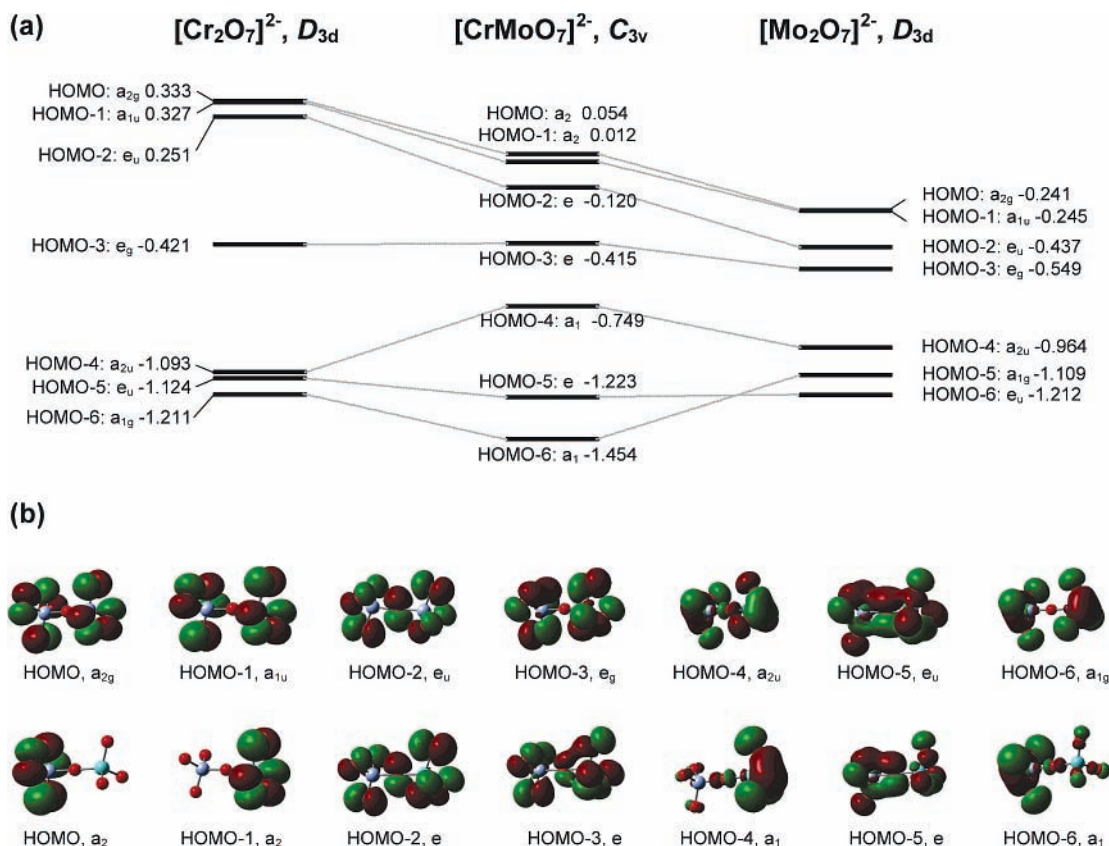 (a)
[Cr2O7]2-, D3d
[CrMoO7]2-, C3v
[Mo2O7]2-, D3d
HOMO: a2g 0.333
HOMO-1: a1u 0.327
HOMO-2: eu 0.251
HOMO-3: eg -0.421
HOMO-4: a2u -1.093
HOMO-5: eu -1.124
HOMO-6: a1g -1.211
HOMO: a2 0.054
HOMO-1: a2 0.012
HOMO-2: e -0.120
HOMO-3: e -0.415
HOMO-4: a1 -0.749
HOMO-5: e -1.223
HOMO-6: a1 -1.454
HOMO: a2g -0.241
HOMO-1: a1u -0.245
HOMO-2: eu -0.437
HOMO-3: eg -0.549
HOMO-4: a2u -0.964
HOMO-5: a1g -1.109
HOMO-6: eu -1.212
(b)
HOMO, a2g
HOMO-1, a1u
HOMO-2, eu
HOMO-3, eg
HOMO-4, a2u
HOMO-5, eu
HOMO-6, a1g
HOMO, a2
HOMO-1, a2
HOMO-2, e
HOMO-3, e
HOMO-4, a1
HOMO-5, e
HOMO-6, a1